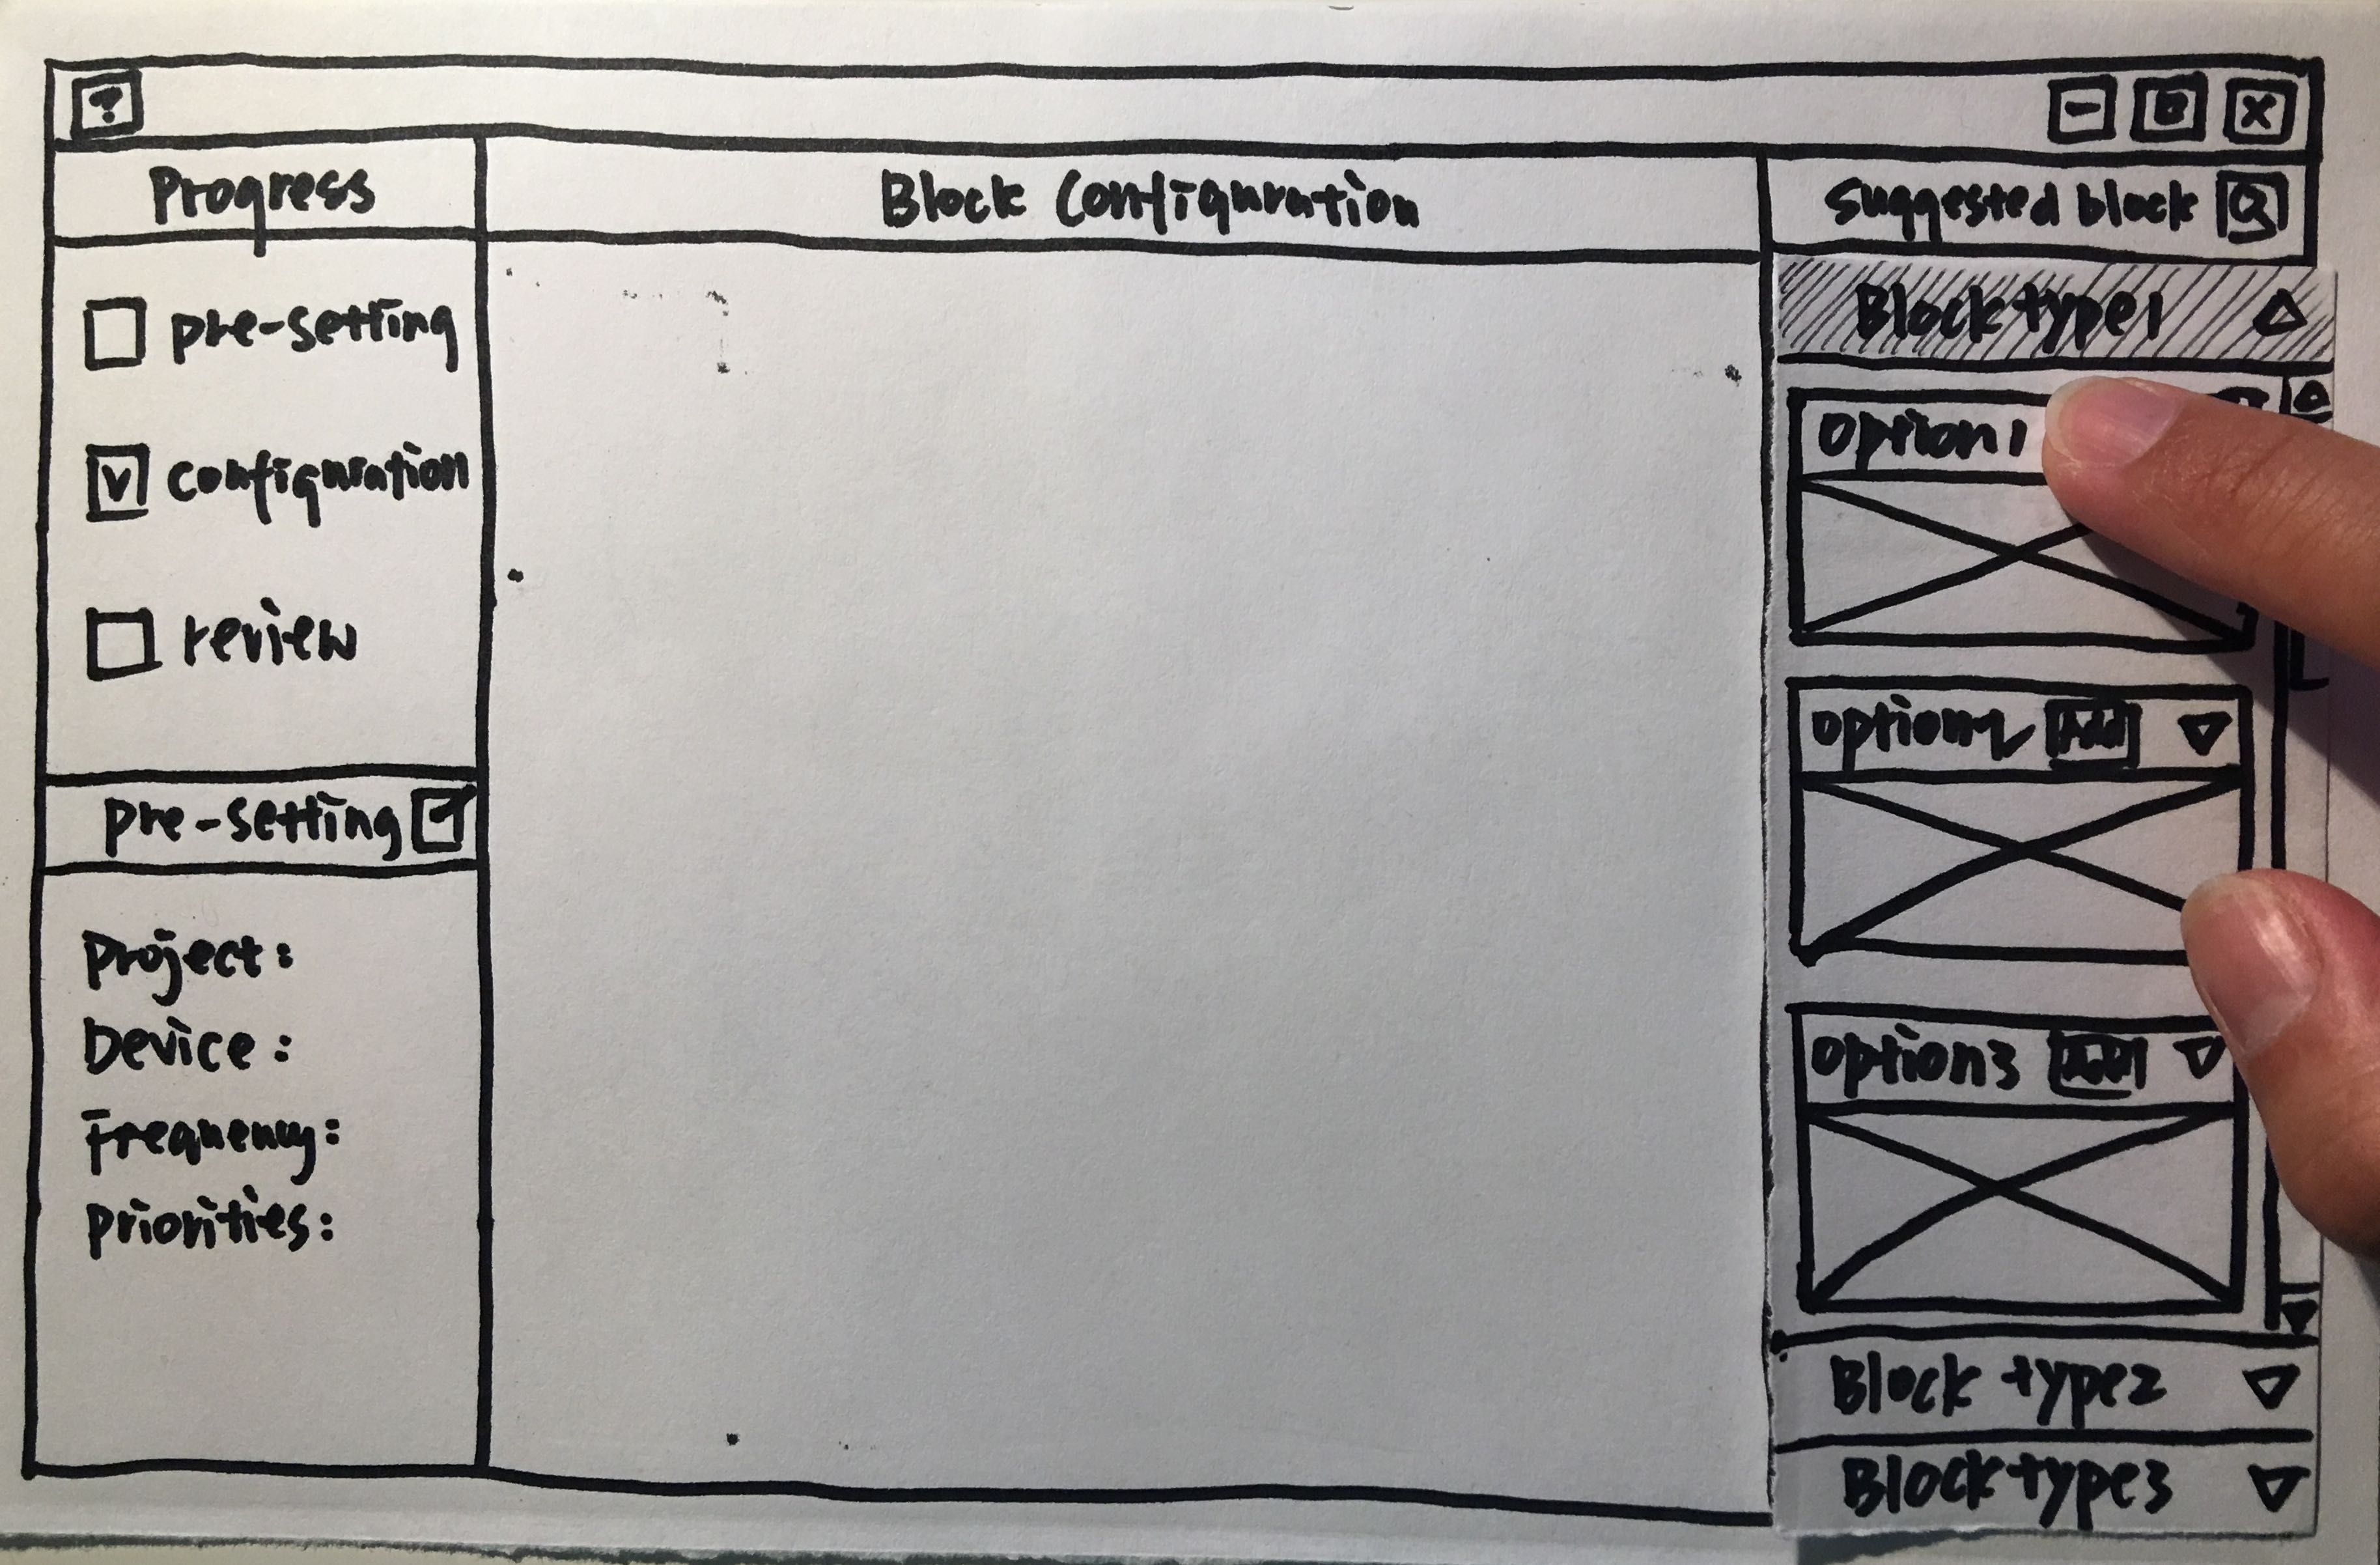 ?
Progress
Block Configuration
Suggested block
pre-setting
configuration
review
pre-setting
Project:
Device:
Frequency:
priorities:
Block type1
option1
option2 Add
option3 Add
Block type2
Block type3